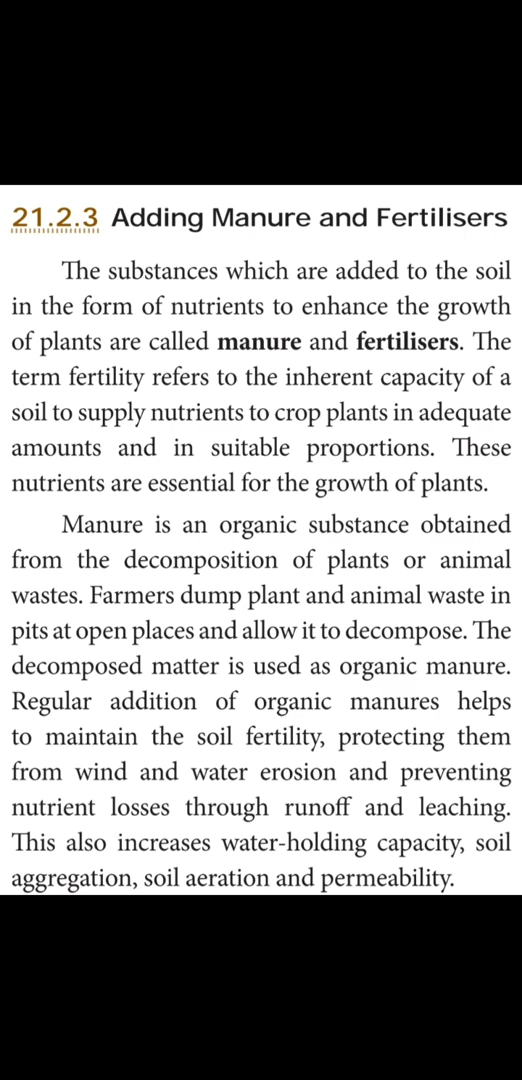 21.2.3 Adding Manure and Fertilisers
The substances which are added to the soil
in the form of nutrients to enhance the growth
of plants are called manure and fertilisers. The
term fertility refers to the inherent capacity of a
soil to supply nutrients to crop plants in adequate
amounts and in suitable proportions. These
nutrients are essential for the growth of plants.
Manure is an organic substance obtained
from the decomposition of plants or animal
wastes. Farmers dump plant and animal waste in
pits at open places and allow it to decompose. The
decomposed matter is used as organic manure.
Regular addition of organic manures helps
to maintain the soil fertility, protecting them
from wind and water erosion and preventing
nutrient losses through runoff and leaching.
This also increases water-holding capacity, soil
aggregation, soil aeration and permeability.